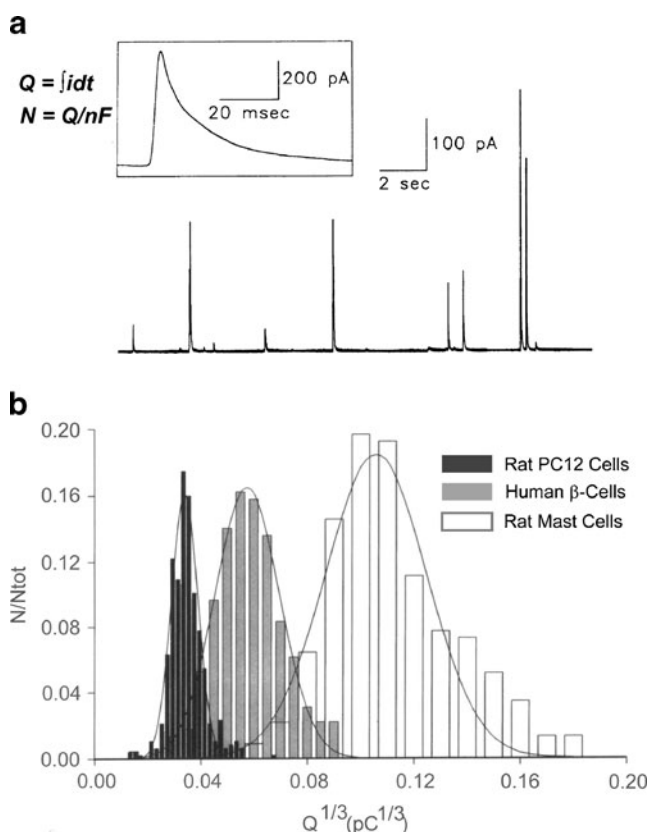 a
Q = ∫idt
N = Q/nF
200 pA
20 msec
100 pA
2 sec
b
0.20
0.16
0.12
0.08
0.04
0.00
N/Ntot
Rat PC12 Cells
Human β-Cells
Rat Mast Cells
0.00 0.04 0.08 0.12 0.16 0.20
Q^1/3(pC^1/3)